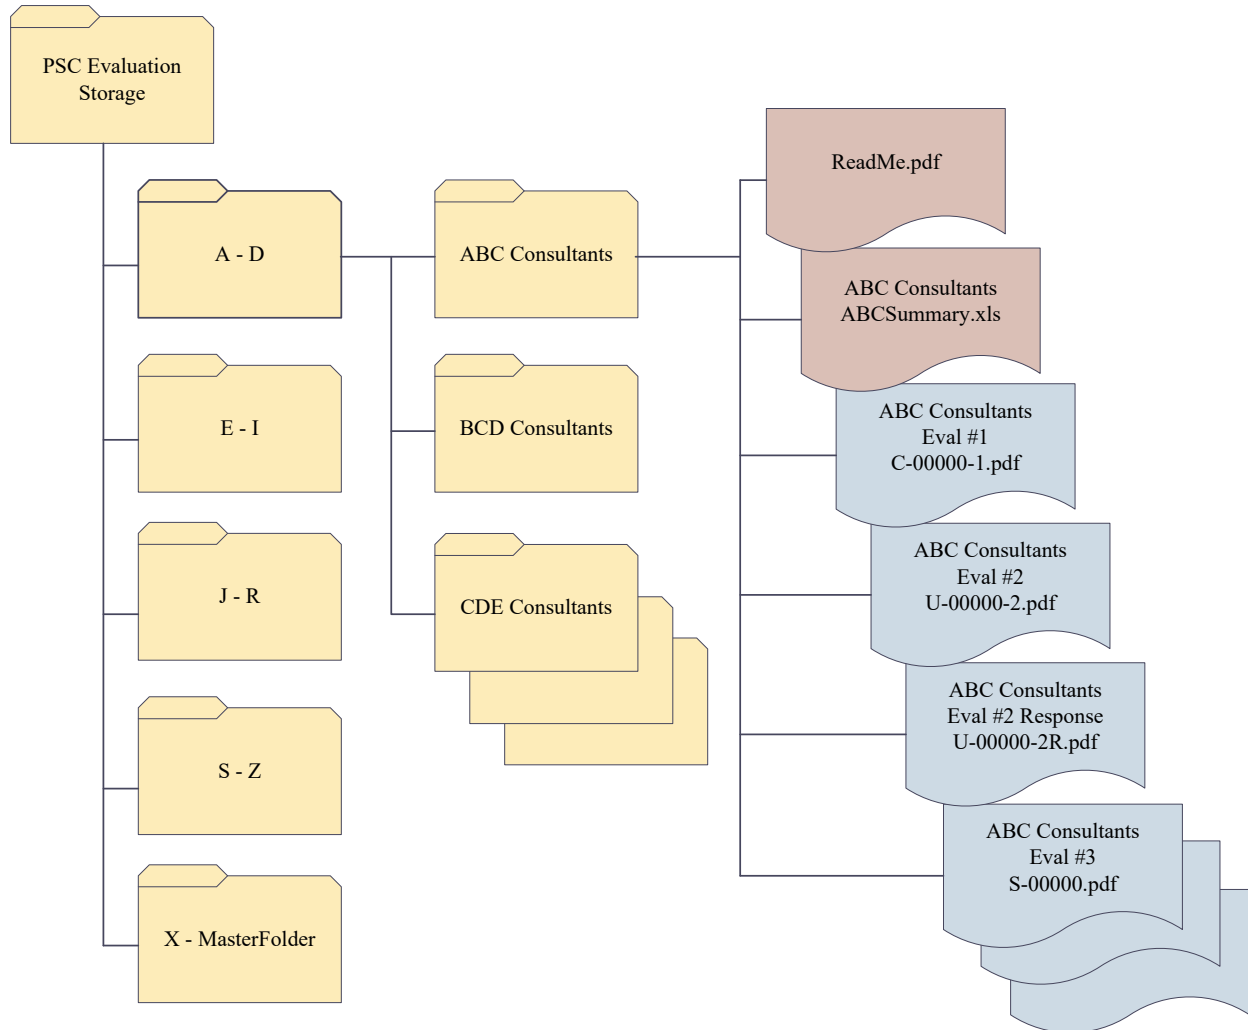 PSC Evaluation
Storage
A - D
E - I
J - R
S - Z
X - MasterFolder
ABC Consultants
BCD Consultants
CDE Consultants
ReadMe.pdf
ABC Consultants
ABCSummary.xls
ABC Consultants
Eval #1
C-00000-1.pdf
ABC Consultants
Eval #2
U-00000-2.pdf
ABC Consultants
Eval #2 Response
U-00000-2R.pdf
ABC Consultants
Eval #3
S-00000.pdf